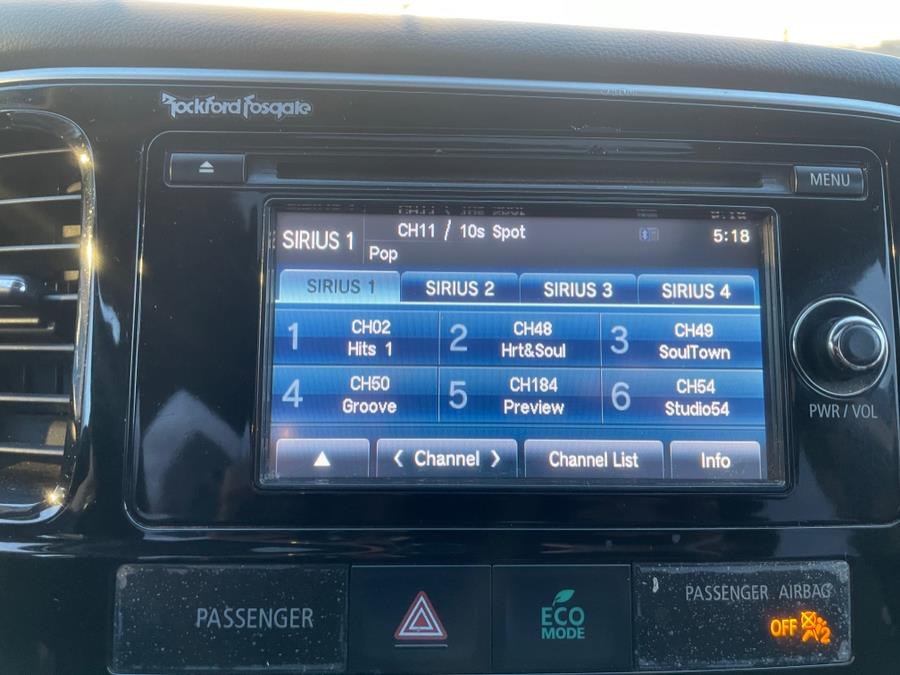 Rockford Fosgate
MENU
SIRIUS 1
CH11 / 10s Spot
5:18
Pop
SIRIUS 1
SIRIUS 2
SIRIUS 3
SIRIUS 4
1 CH02
Hits 1
2 CH48
Hrt&Soul
3 CH49
SoulTown
4 CH50
Groove
5 CH184
Preview
6 CH54
Studio54
Channel
Channel List
Info
PWR / VOL
PASSENGER
ECO
MODE
PASSENGER AIRBAG
OFF 2